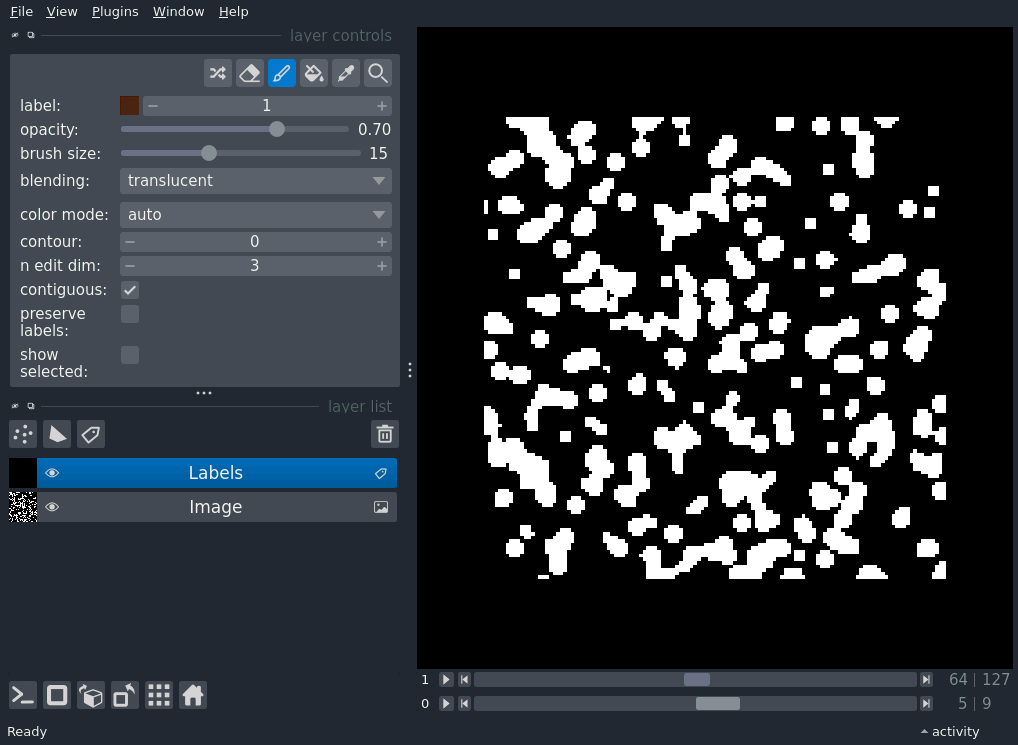 File View Plugins Window Help
layer controls
label: 1
opacity: 0.70
brush size: 15
blending: translucent
color mode: auto
contour: 0
n edit dim: 3
contiguous:
preserve
labels:
show
selected:
layer list
Labels
Image
1 64 | 127
0 5 | 9
Ready activity